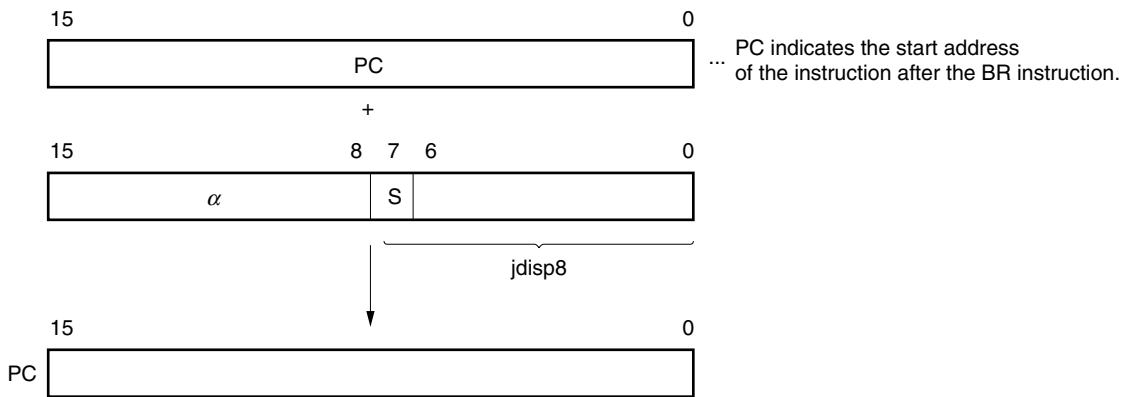 15 0
PC
... PC indicates the start address
of the instruction after the BR instruction.
+
15 8 7 6 0
α S
jdisp8
15 0
PC